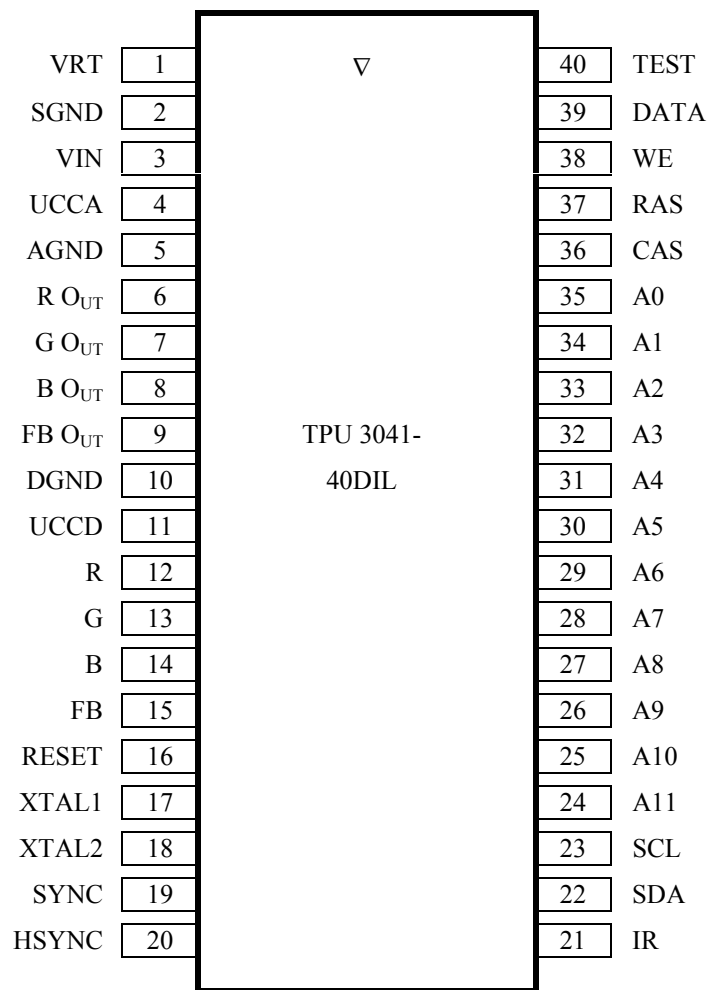 VRT 1 ∇ 40 TEST
SGND 2 39 DATA
VIN 3 38 WE
UCCA 4 37 RAS
AGND 5 36 CAS
R OUT 6 35 A0
G OUT 7 34 A1
B OUT 8 33 A2
FB OUT 9 TPU 3041- 32 A3
DGND 10 40DIL 31 A4
UCCD 11 30 A5
R 12 29 A6
G 13 28 A7
B 14 27 A8
FB 15 26 A9
RESET 16 25 A10
XTAL1 17 24 A11
XTAL2 18 23 SCL
SYNC 19 22 SDA
HSYNC 20 21 IR